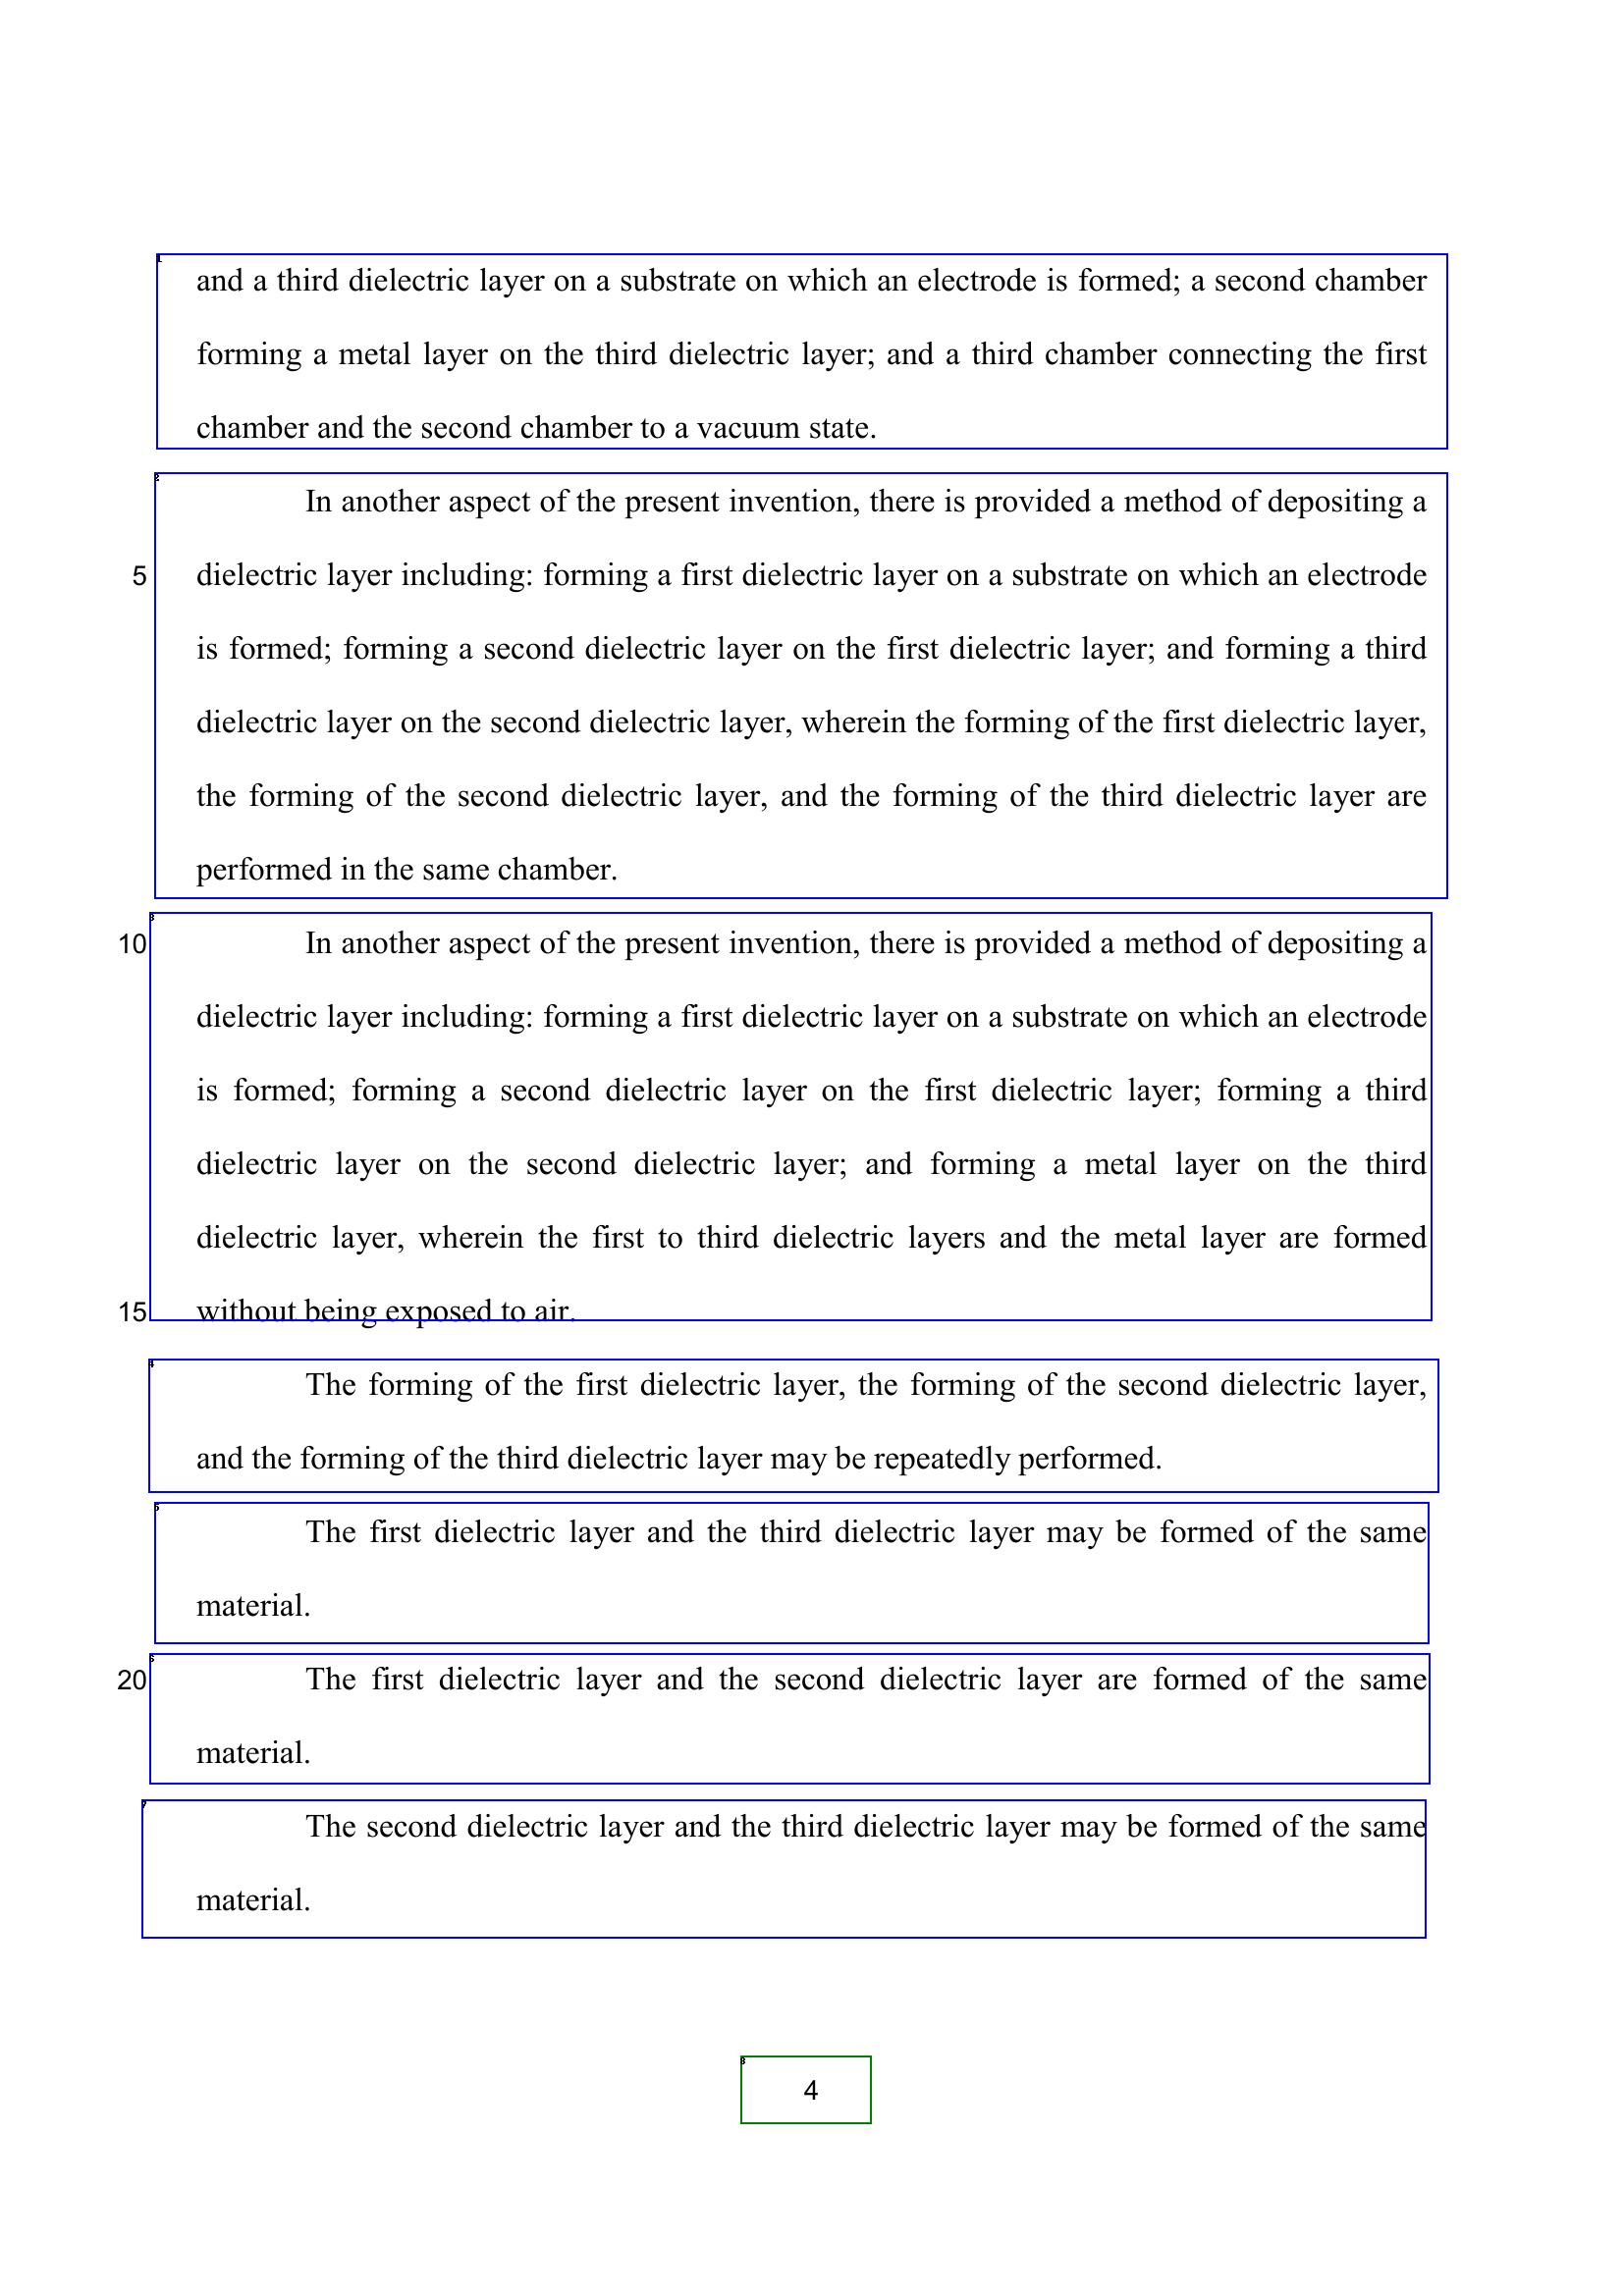 and a third dielectric layer on a substrate on which an electrode is formed; a second chamber
forming a metal layer on the third dielectric layer; and a third chamber connecting the first
chamber and the second chamber to a vacuum state.
In another aspect of the present invention, there is provided a method of depositing a
5 dielectric layer including: forming a first dielectric layer on a substrate on which an electrode
is formed; forming a second dielectric layer on the first dielectric layer; and forming a third
dielectric layer on the second dielectric layer, wherein the forming of the first dielectric layer,
the forming of the second dielectric layer, and the forming of the third dielectric layer are
performed in the same chamber.
10 In another aspect of the present invention, there is provided a method of depositing a
dielectric layer including: forming a first dielectric layer on a substrate on which an electrode
is formed; forming a second dielectric layer on the first dielectric layer; forming a third
dielectric layer on the second dielectric layer; and forming a metal layer on the third
dielectric layer, wherein the first to third dielectric layers and the metal layer are formed
15 without being exposed to air.
The forming of the first dielectric layer, the forming of the second dielectric layer,
and the forming of the third dielectric layer may be repeatedly performed.
The first dielectric layer and the third dielectric layer may be formed of the same
material.
20 The first dielectric layer and the second dielectric layer are formed of the same
material.
The second dielectric layer and the third dielectric layer may be formed of the same
material.
4